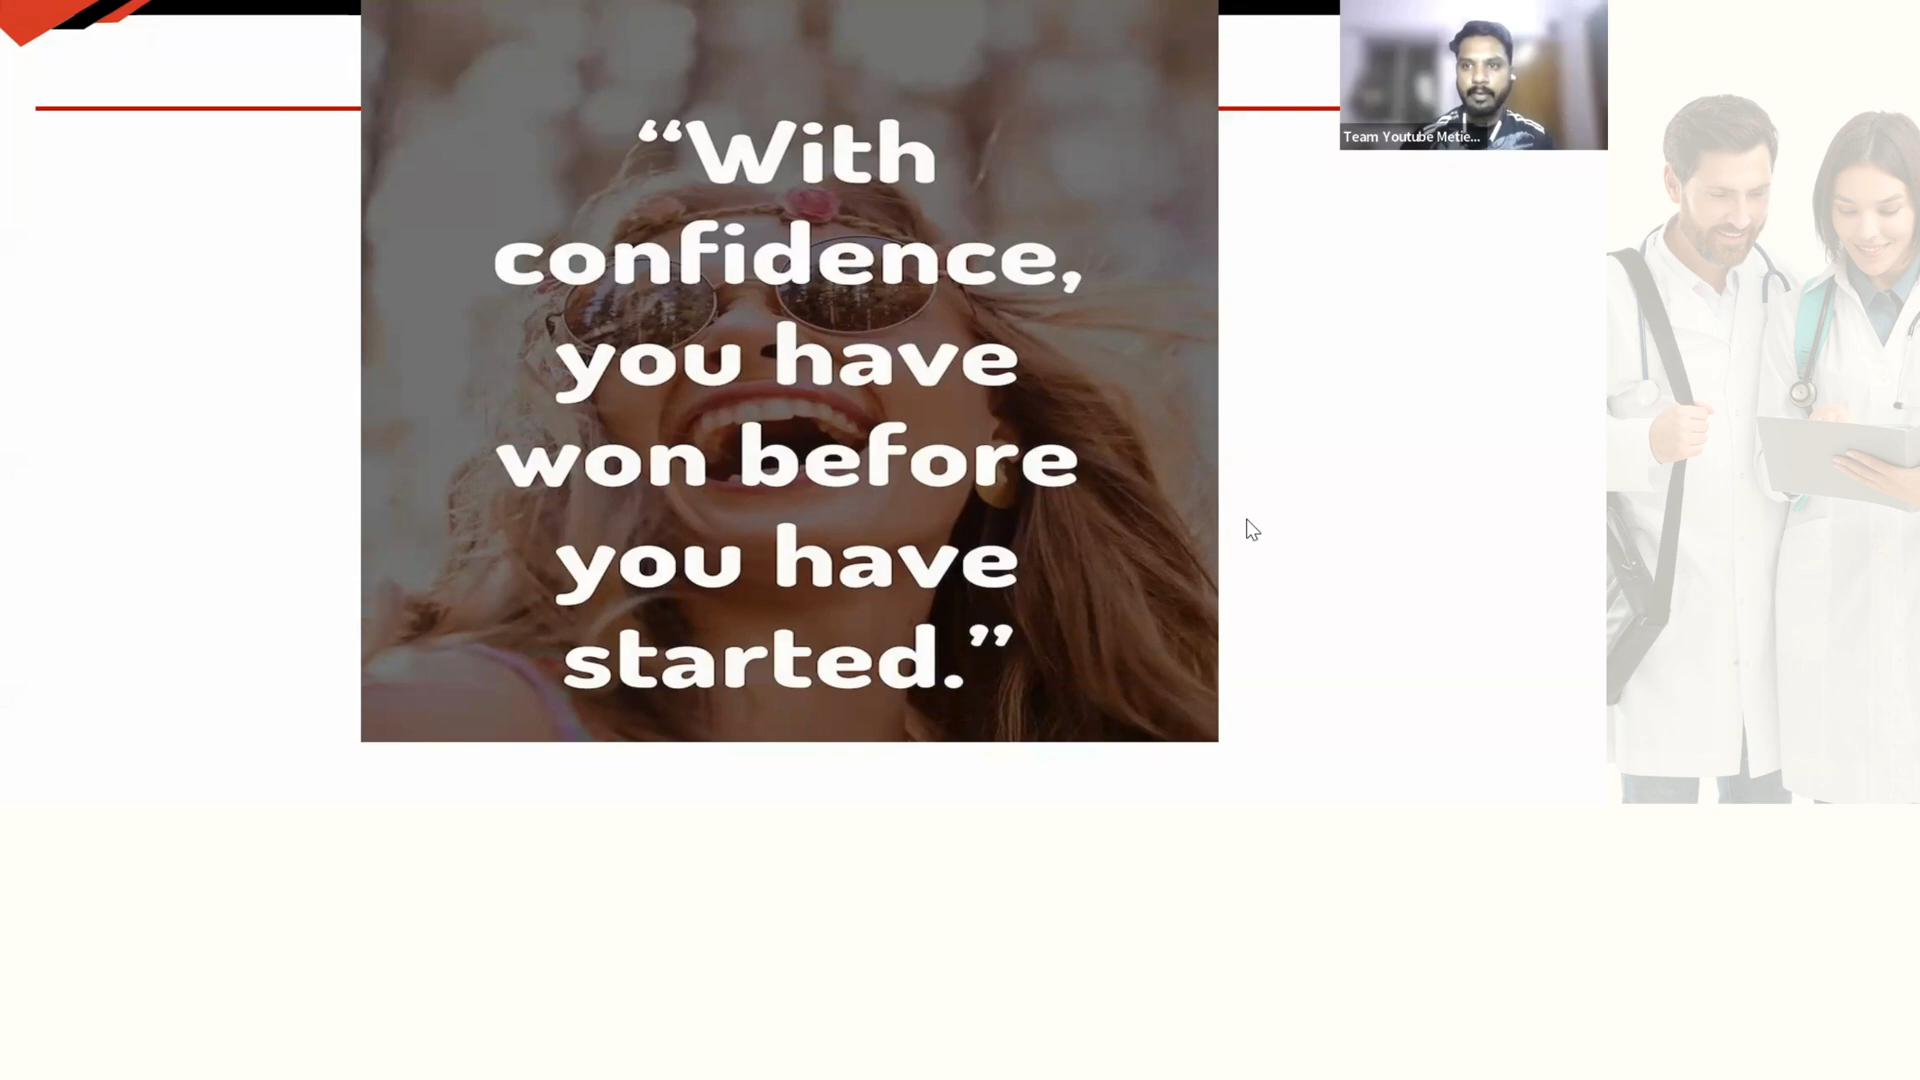 “With
confidence,
you have
won before
you have
started.”
Team Youtube Metie...